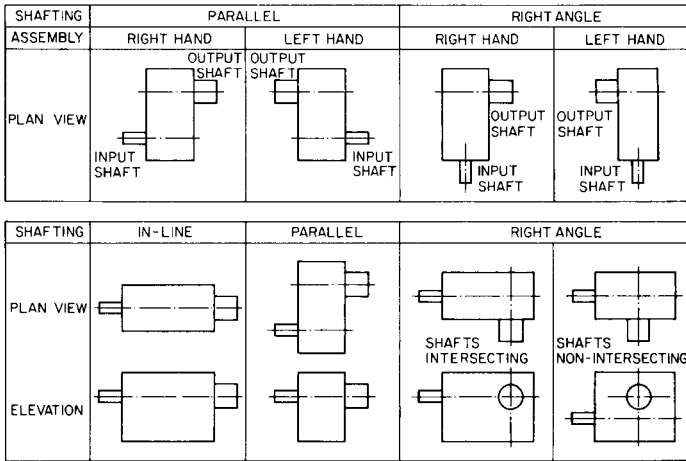 SHAFTING PARALLEL RIGHT ANGLE
ASSEMBLY RIGHT HAND LEFT HAND RIGHT HAND LEFT HAND
PLAN VIEW
OUTPUT
SHAFT
INPUT
SHAFT
OUTPUT
SHAFT
INPUT
SHAFT
OUTPUT
SHAFT
INPUT
SHAFT
OUTPUT
SHAFT
INPUT
SHAFT
SHAFTING IN-LINE PARALLEL RIGHT ANGLE
PLAN VIEW
SHAFTS
INTERSECTING
SHAFTS
NON-INTERSECTING
ELEVATION